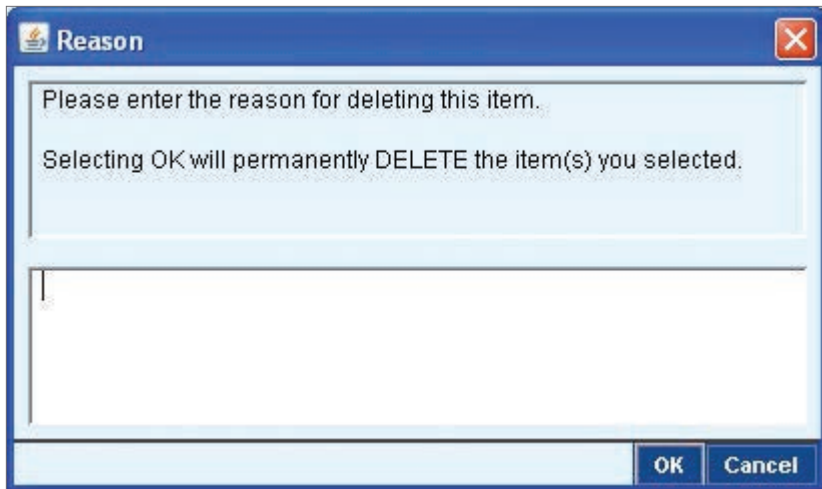 Reason
Please enter the reason for deleting this item.
Selecting OK will permanently DELETE the item(s) you selected.
OK Cancel